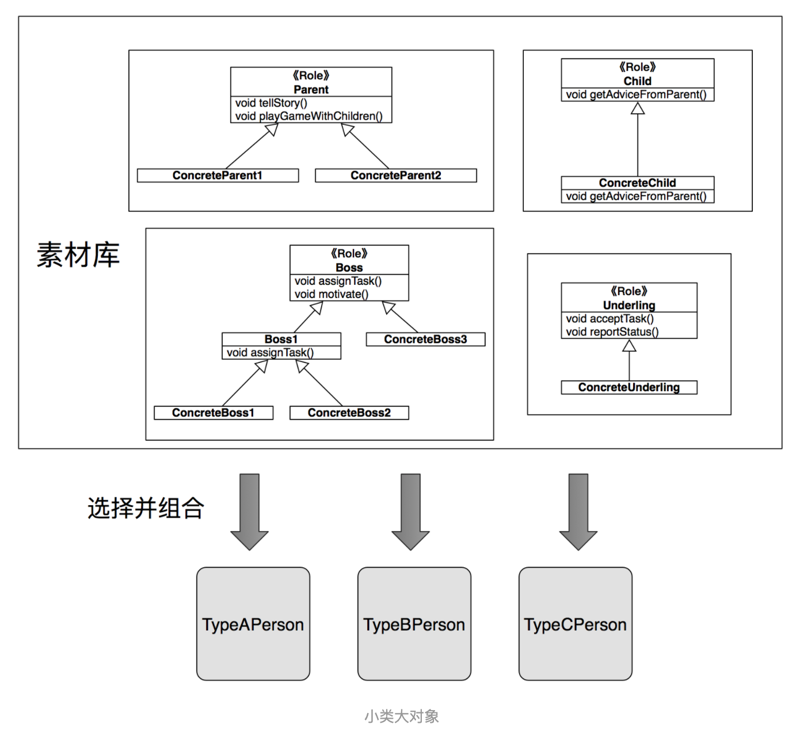 《Role》
Parent
void tellStory()
void playGameWithChildren()
ConcreteParent1
ConcreteParent2
《Role》
Child
void getAdviceFromParent()
ConcreteChild
void getAdviceFromParent()
素材库
《Role》
Boss
void assignTask()
void motivate()
Boss1
void assignTask()
ConcreteBoss3
ConcreteBoss1
ConcreteBoss2
《Role》
Underling
void acceptTask()
void reportStatus()
ConcreteUnderling
选择并组合
TypeAPerson
TypeBPerson
TypeCPerson
小类大对象